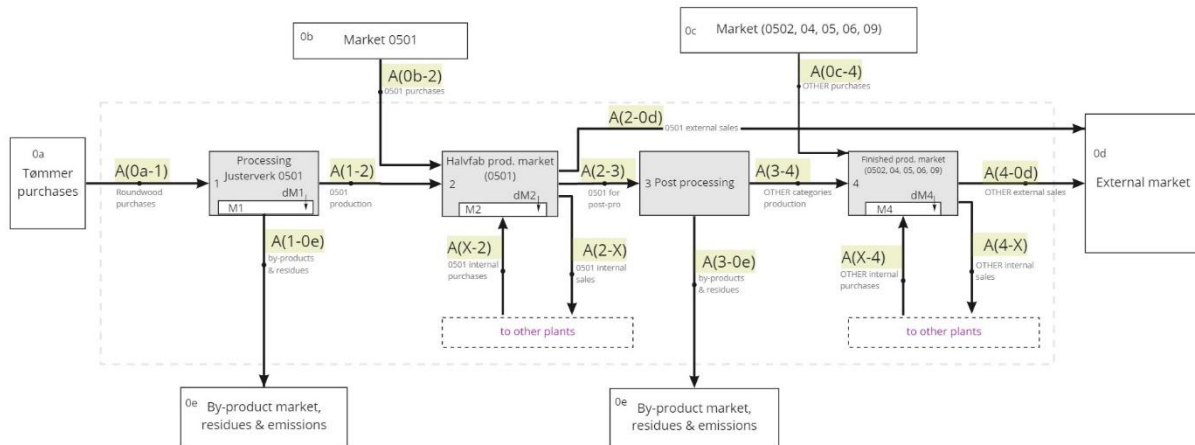 0b
Market 0501
0c
Market (0502, 04, 05, 06, 09)
A(0b-2)
0501 purchases
A(0c-4)
OTHER purchases
0a
Tømmer
purchases
A(0a-1)
Roundwood
purchases
Processing
Justerverk 0501
1
dM1
M1
A(1-2)
0501
production
Halvfab prod. market
(0501)
2
dM2
M2
A(2-0d)
0501 external sales
A(2-3)
0501 for
post-pro
3 Post processing
A(3-4)
OTHER categories
production
Finished prod. market
(0502, 04, 05, 06, 09)
4
dM4
M4
A(4-0d)
OTHER external sales
0d
External market
A(1-0e)
by-products
& residues
A(X-2)
0501 internal
purchases
A(2-X)
0501 internal
sales
A(3-0e)
by-products
& residues
A(X-4)
OTHER internal
purchases
A(4-X)
OTHER internal
sales
to other plants
to other plants
0e
By-product market,
residues & emissions
0e
By-product market,
residues & emissions